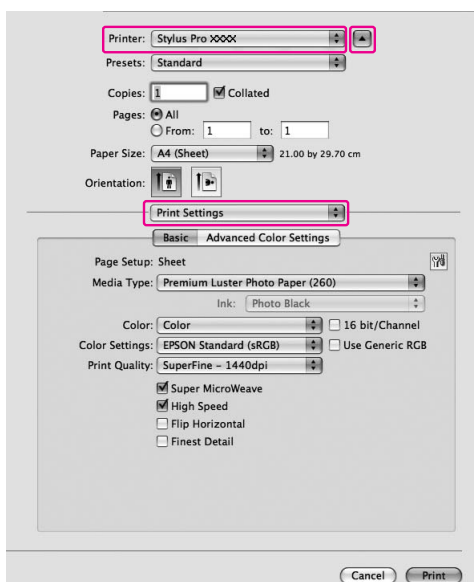 Printer: Stylus Pro XXXX
Presets: Standard
Copies: 1 Collated
Pages: All
From: 1 to: 1
Paper Size: A4 (Sheet) 21.00 by 29.70 cm
Orientation:
Print Settings
Basic Advanced Color Settings
Page Setup: Sheet
Media Type: Premium Luster Photo Paper (260)
Ink: Photo Black
Color: Color 16 bit/Channel
Color Settings: EPSON Standard (sRGB) Use Generic RGB
Print Quality: SuperFine - 1440dpi
Super MicroWeave
High Speed
Flip Horizontal
Finest Detail
Cancel Print